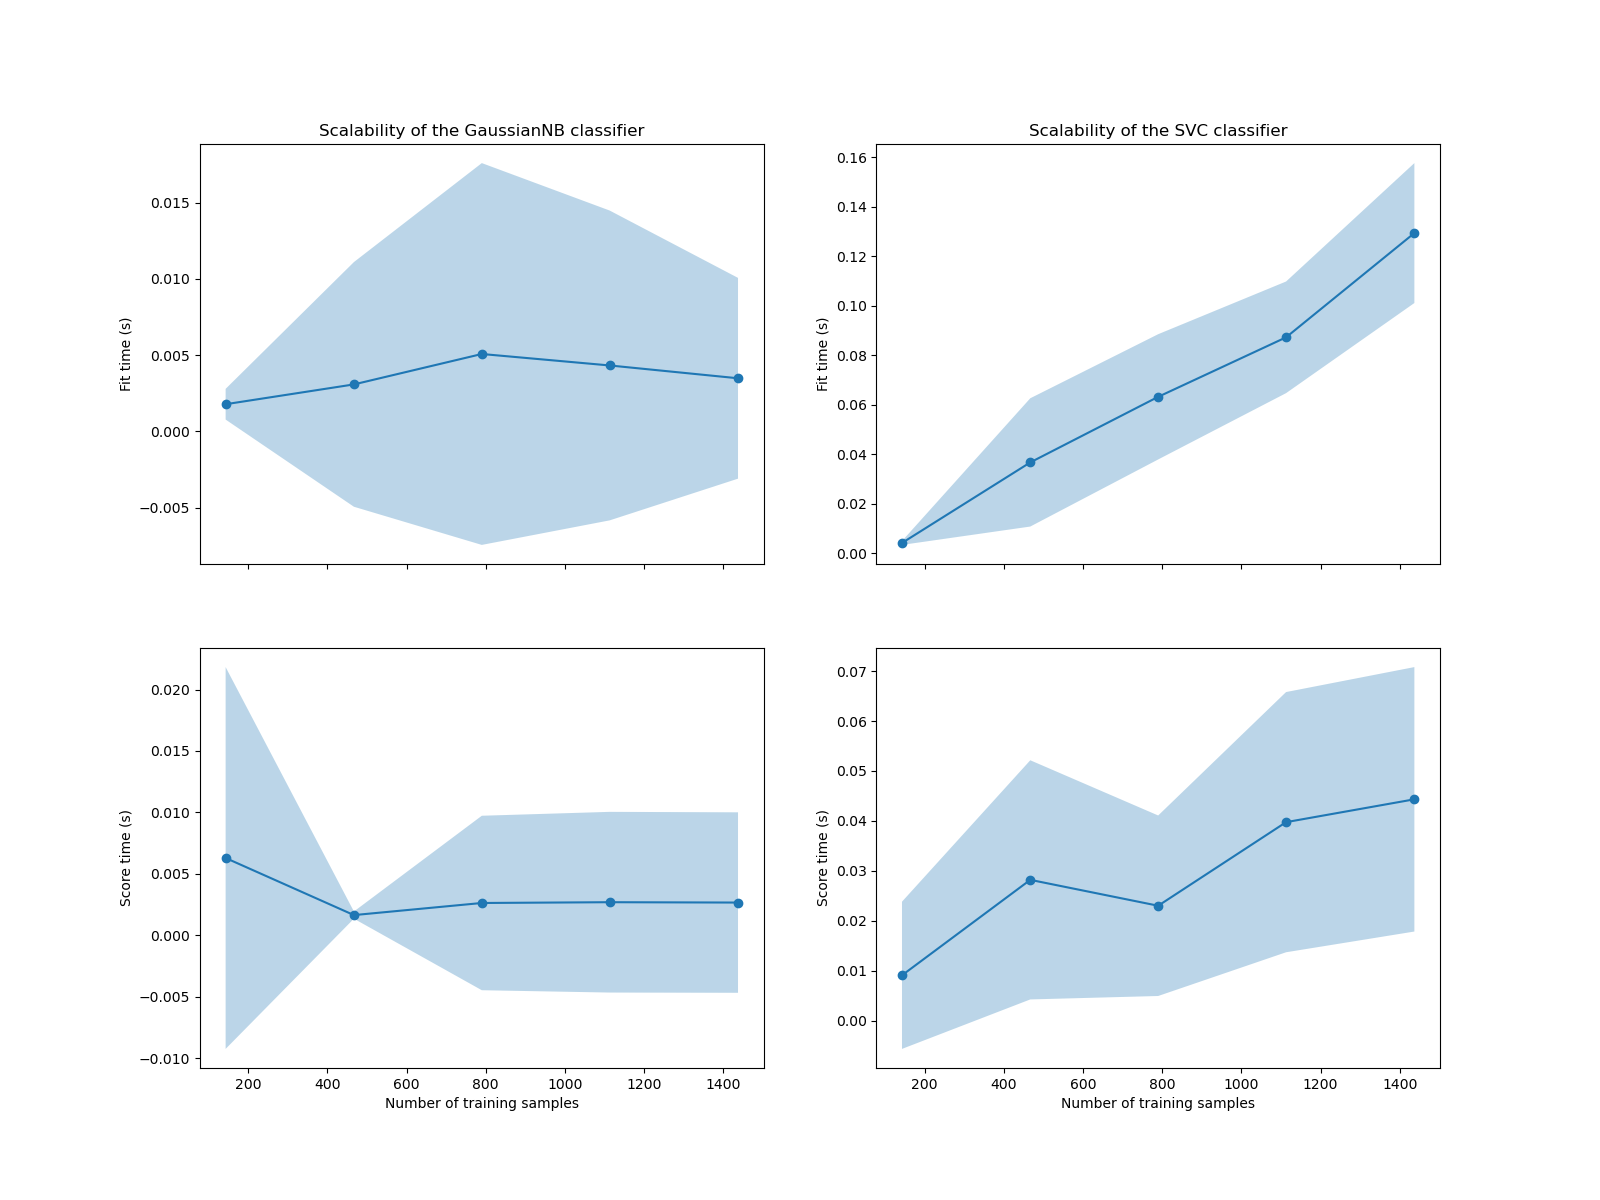 Scalability of the GaussianNB classifier
0.015
0.010
0.005
0.000
−0.005
Fit time (s)
Scalability of the SVC classifier
0.16
0.14
0.12
0.10
0.08
0.06
0.04
0.02
0.00
Fit time (s)
0.020
0.015
0.010
0.005
0.000
−0.005
−0.010
Score time (s)
200 400 600 800 1000 1200 1400
Number of training samples
0.07
0.06
0.05
0.04
0.03
0.02
0.01
0.00
Score time (s)
200 400 600 800 1000 1200 1400
Number of training samples